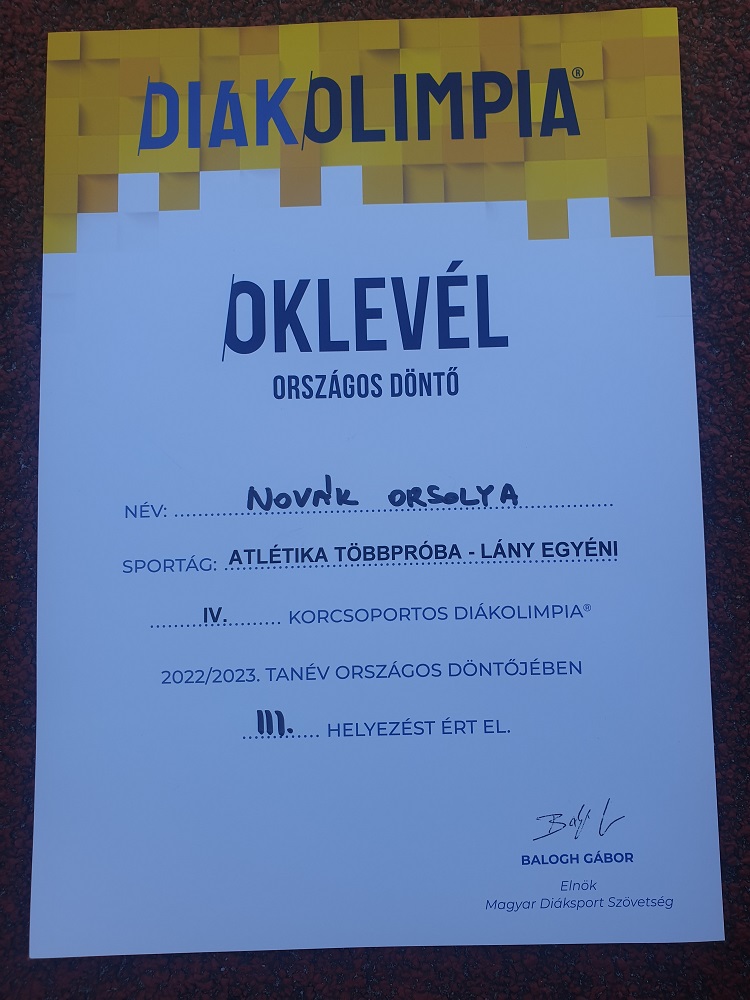 DIÁKOLIMPIA®
OKLEVÉL
ORSZÁGOS DÖNTŐ
NÉV: NOVÁK ORSOLYA
SPORTÁG: ATLÉTIKA TÖBBPRÓBA - LÁNY EGYÉNI
IV. KORCSOPORTOS DIÁKOLIMPIA®
2022/2023. TANÉV ORSZÁGOS DÖNTŐJÉBEN
III. HELYEZÉST ÉRT EL.
BALOGH GÁBOR
Elnök
Magyar Diáksport Szövetség